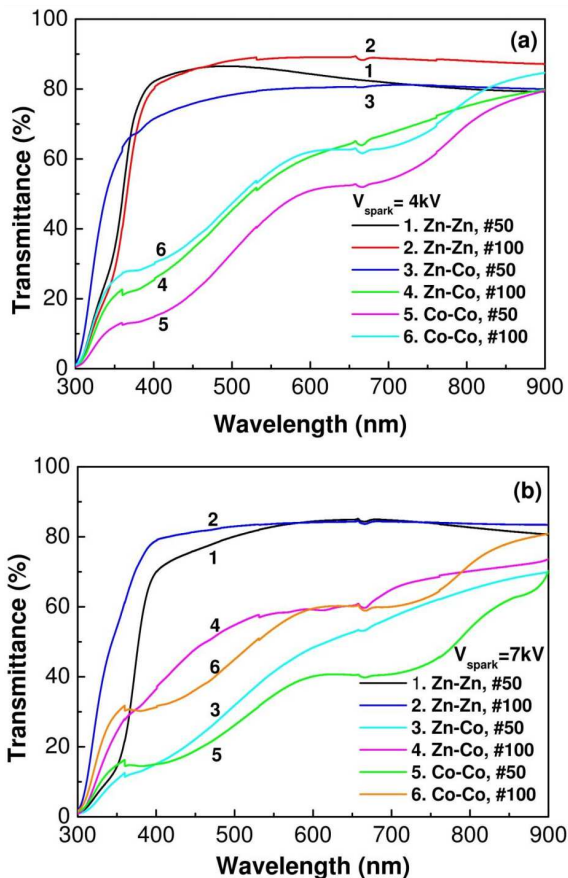 (a)
100
80
60
40
20
0
Transmittance (%)
2
1
3
6
4
5
V_spark = 4kV
1. Zn-Zn, #50
2. Zn-Zn, #100
3. Zn-Co, #50
4. Zn-Co, #100
5. Co-Co, #50
6. Co-Co, #100
300 400 500 600 700 800 900
Wavelength (nm)
(b)
100
80
60
40
20
0
Transmittance (%)
2
1
4
6
3
5
V_spark=7kV
1. Zn-Zn, #50
2. Zn-Zn, #100
3. Zn-Co, #50
4. Zn-Co, #100
5. Co-Co, #50
6. Co-Co, #100
300 400 500 600 700 800 900
Wavelength (nm)